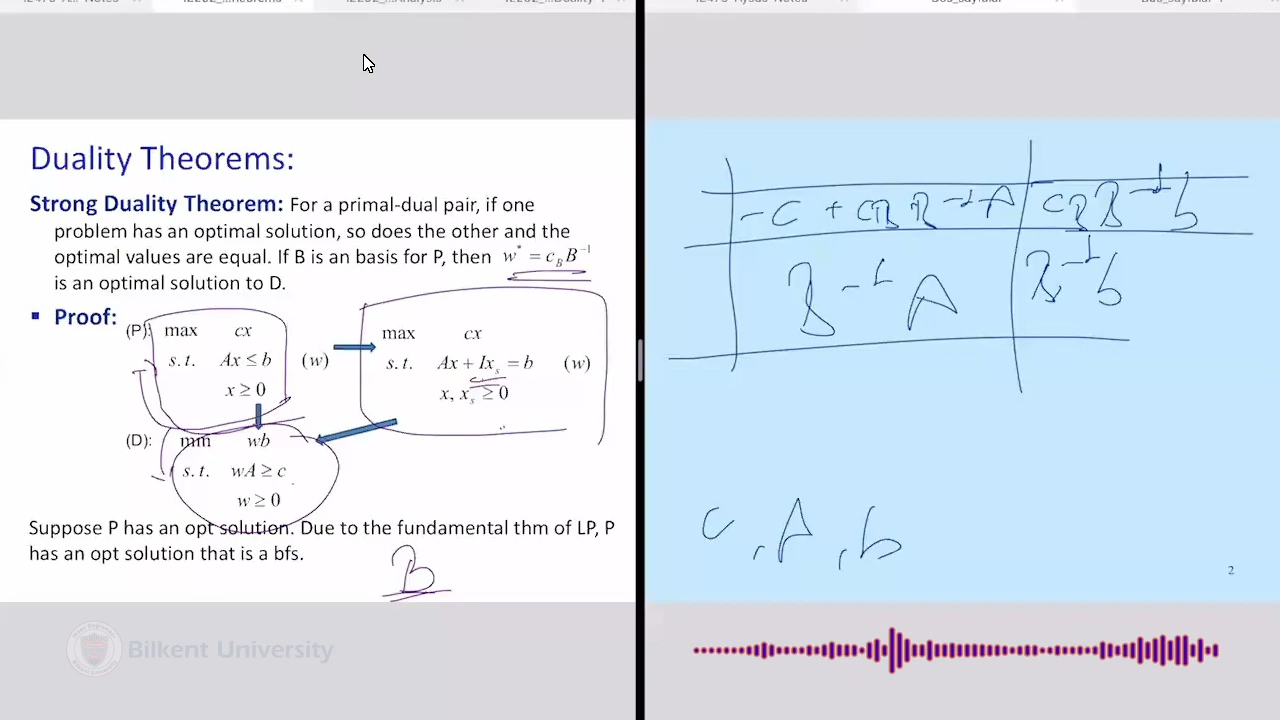 Duality Theorems:
Strong Duality Theorem: For a primal-dual pair, if one
problem has an optimal solution, so does the other and the
optimal values are equal. If B is an basis for P, then w* = c_B B⁻¹
is an optimal solution to D.
▪ Proof:
(P): max cx
s.t. Ax ≤ b (w)
x ≥ 0
max cx
s.t. Ax + Ix_s = b (w)
x, x_s ≥ 0
(D): min wb
s.t. wA ≥ c
w ≥ 0
Suppose P has an opt solution. Due to the fundamental thm of LP, P
has an opt solution that is a bfs.
B
Bilkent University
-c + c_B B⁻¹A c_B B⁻¹b
B⁻¹A B⁻¹b
c, A, b
2